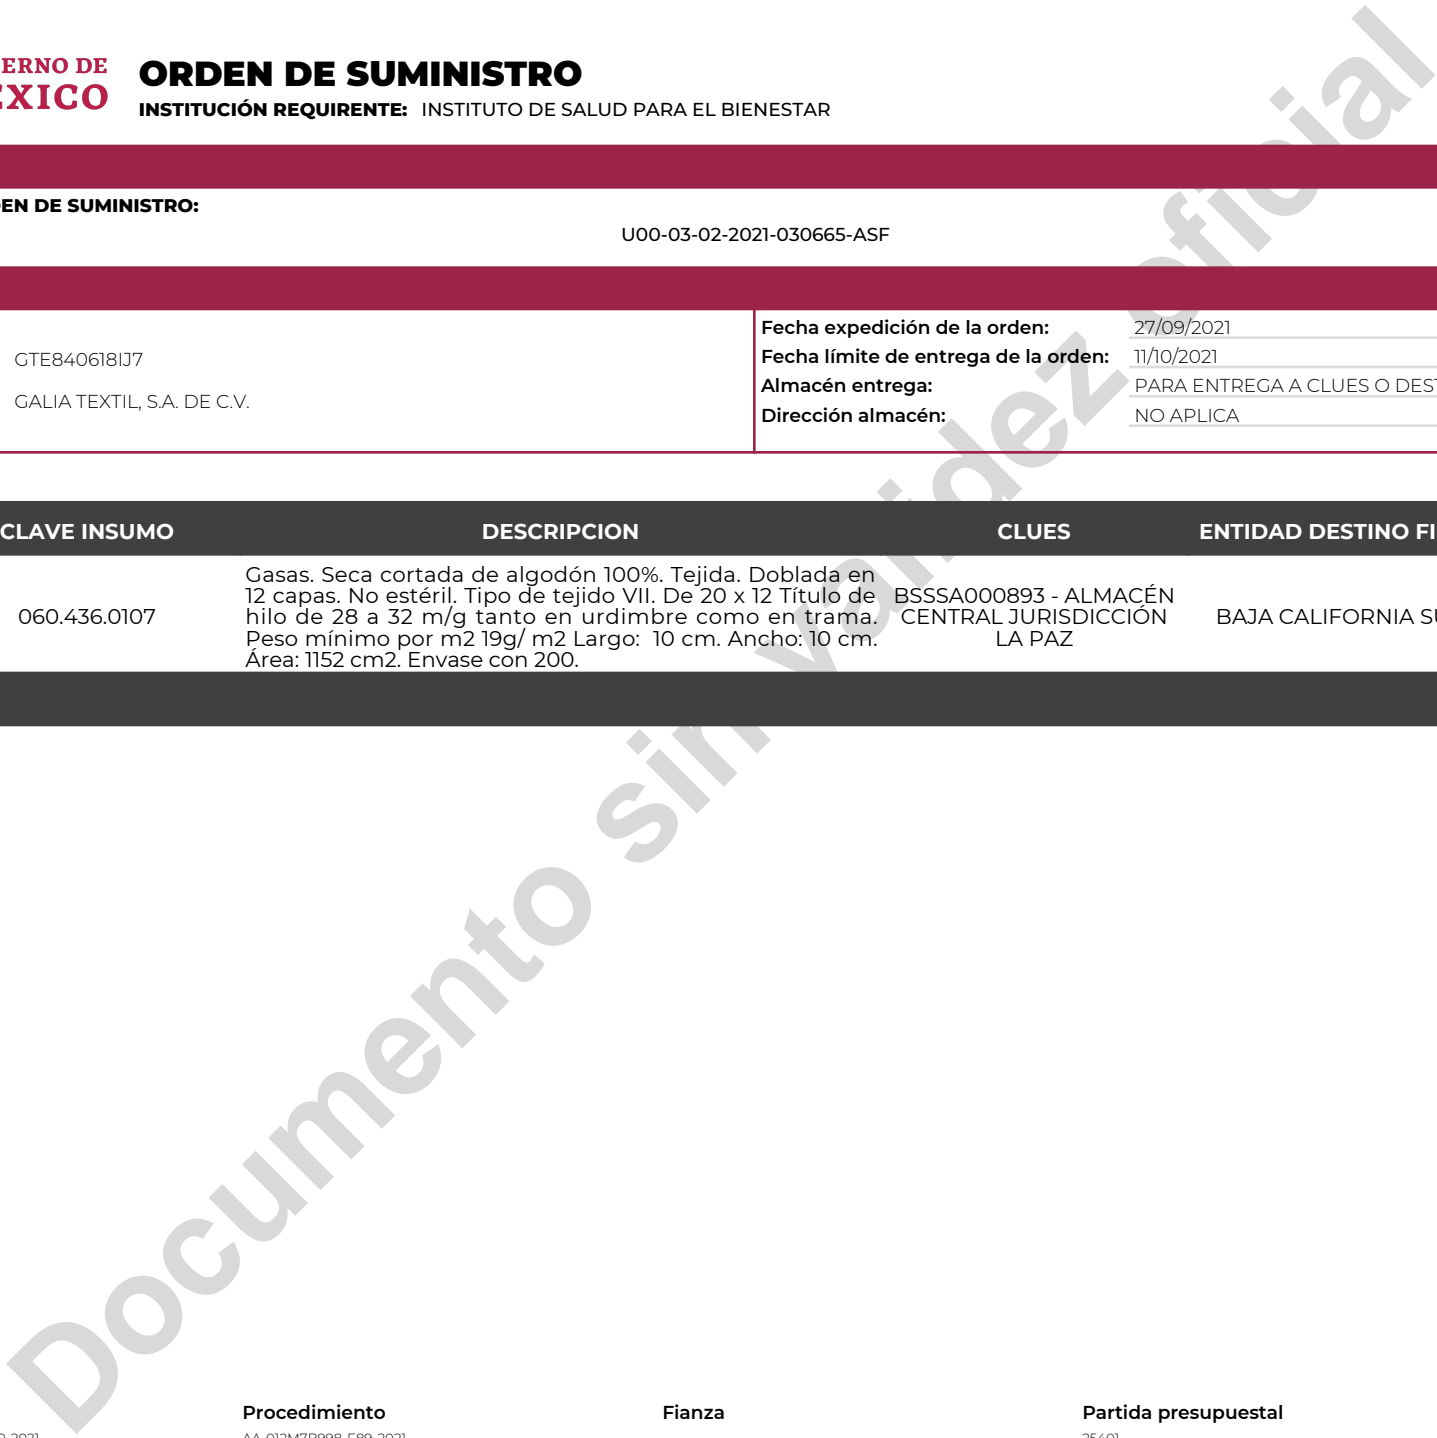 ERNO DE
EXICO
ORDEN DE SUMINISTRO
INSTITUCIÓN REQUIRENTE: INSTITUTO DE SALUD PARA EL BIENESTAR
EN DE SUMINISTRO:
U00-03-02-2021-030665-ASF
GTE840618IJ7
GALIA TEXTIL, S.A. DE C.V.
Fecha expedición de la orden: 27/09/2021
Fecha límite de entrega de la orden: 11/10/2021
Almacén entrega: PARA ENTREGA A CLUES O DEST
Dirección almacén: NO APLICA
CLAVE INSUMO DESCRIPCION CLUES ENTIDAD DESTINO FI
060.436.0107
Gasas. Seca cortada de algodón 100%. Tejida. Doblada en
12 capas. No estéril. Tipo de tejido VII. De 20 x 12 Título de
hilo de 28 a 32 m/g tanto en urdimbre como en trama.
Peso mínimo por m2 19g/ m2 Largo: 10 cm. Ancho: 10 cm.
Área: 1152 cm2. Envase con 200.
BSSSA000893 - ALMACÉN
CENTRAL JURISDICCIÓN
LA PAZ
BAJA CALIFORNIA SU
Documento sin validez oficial
Procedimiento Fianza Partida presupuestal